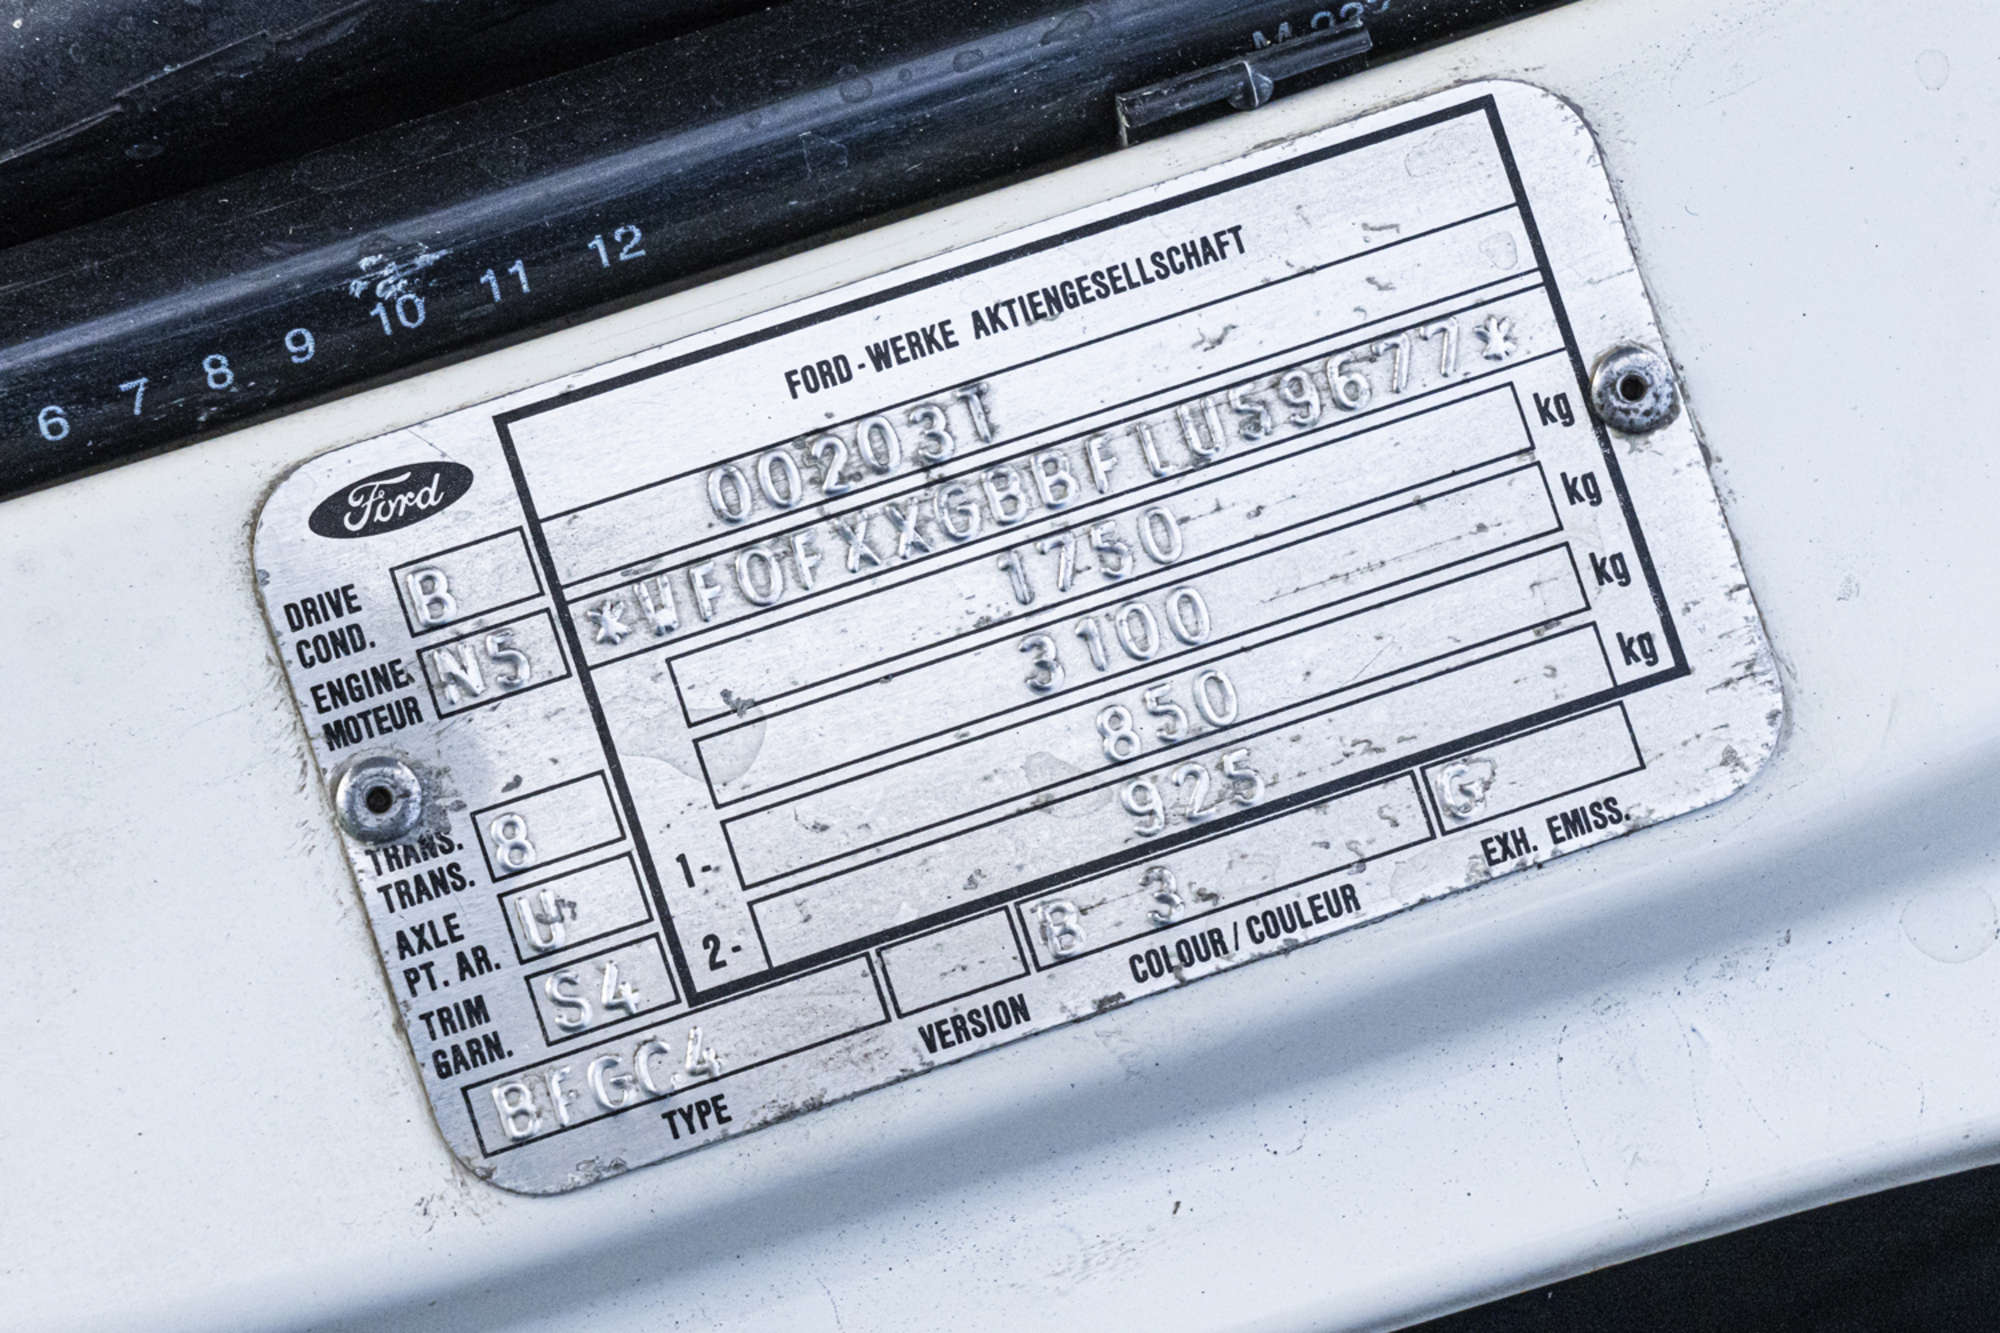 6 7 8 9 10 11 12
FORD-WERKE AKTIENGESELLSCHAFT
00203T
*WF0FXXGBBFLU59677*
1750 kg
3100 kg
1- 850 kg
2- 925 kg
Ford
DRIVE
COND. B
ENGINE
MOTEUR N5
TRANS.
TRANS. 8
AXLE
PT. AR. U
TRIM
GARN. S4
BFGC4
TYPE
VERSION
B 3
COLOUR/COULEUR
G
EXH. EMISS.